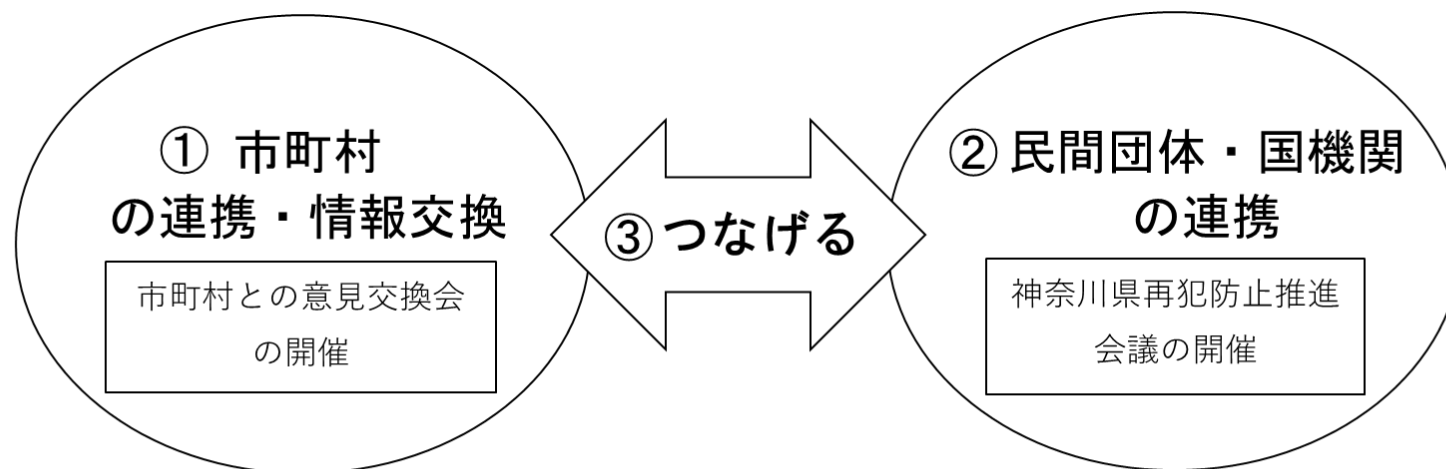 ① 市町村
の連携・情報交換
市町村との意見交換会
の開催
③つなげる
②民間団体・国機関
の連携
神奈川県再犯防止推進
会議の開催